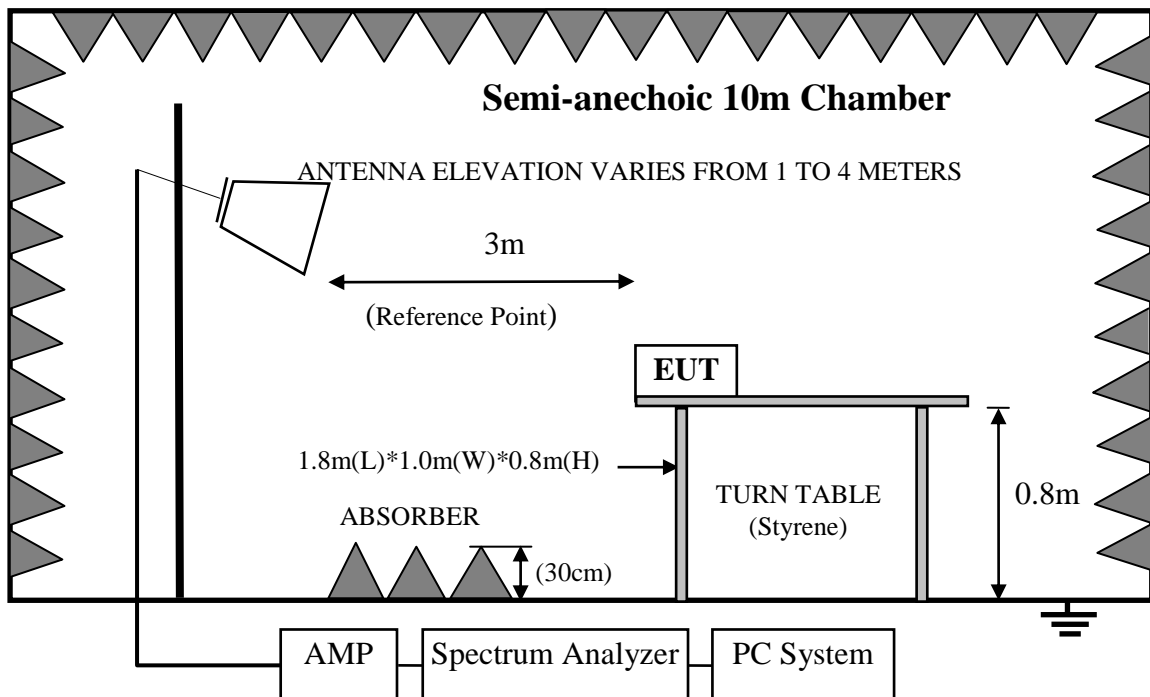 Semi-anechoic 10m Chamber
ANTENNA ELEVATION VARIES FROM 1 TO 4 METERS
3m
(Reference Point)
EUT
1.8m(L)*1.0m(W)*0.8m(H)
TURN TABLE
(Styrene)
0.8m
ABSORBER
(30cm)
AMP
Spectrum Analyzer
PC System